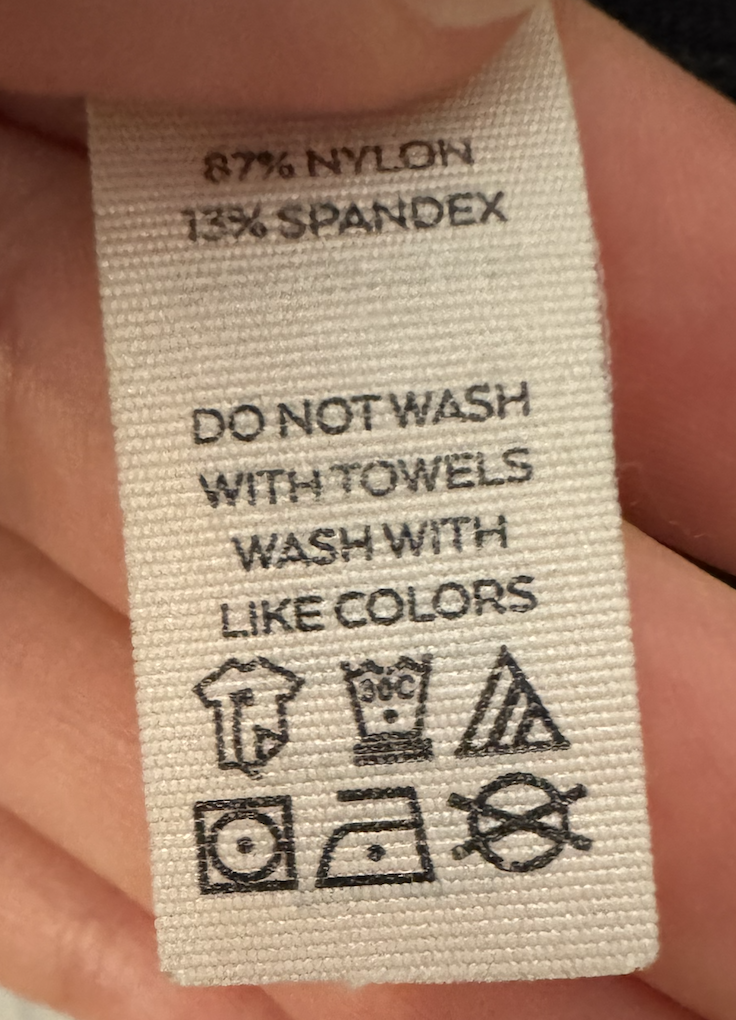 87% NYLON
13% SPANDEX
DO NOT WASH
WITH TOWELS
WASH WITH
LIKE COLORS
30C